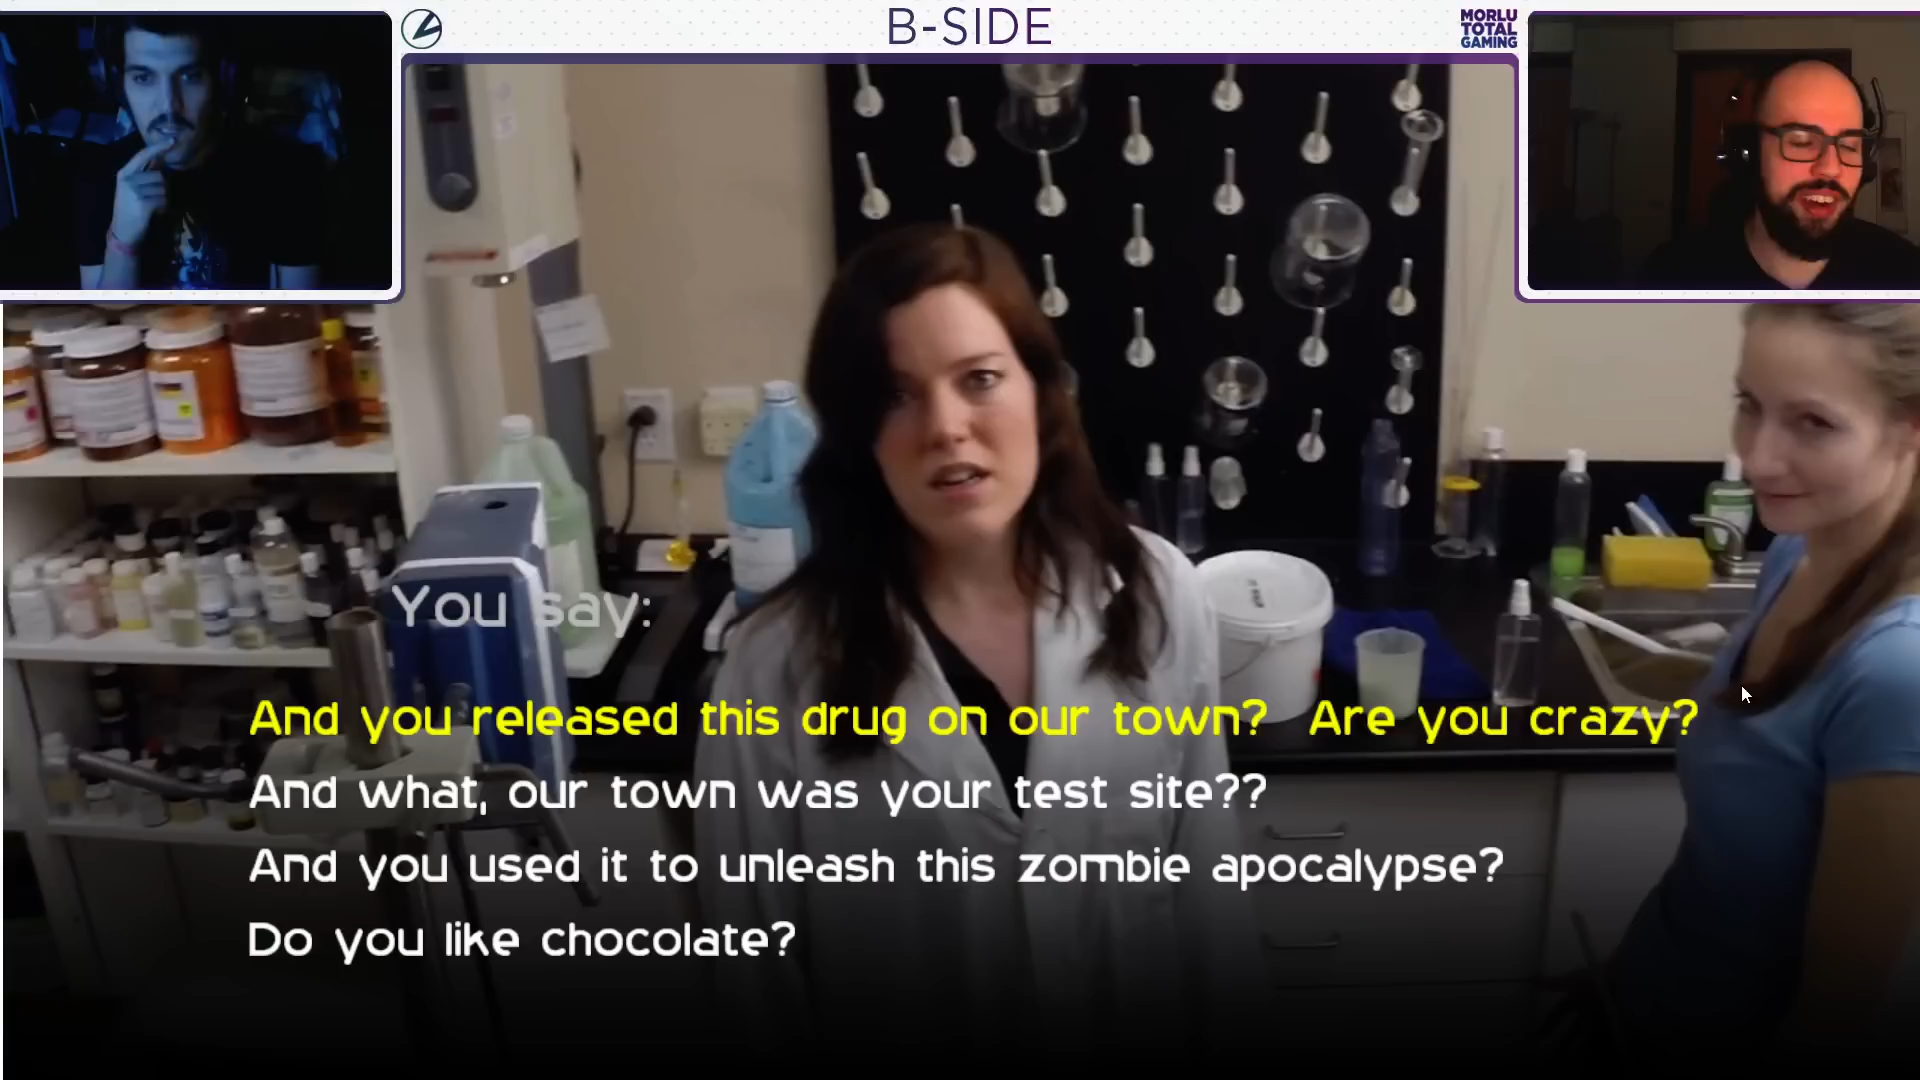 B-SIDE
MORLU
TOTAL
GAMING
You say:
And you released this drug on our town? Are you crazy?
And what, our town was your test site??
And you used it to unleash this zombie apocalypse?
Do you like chocolate?